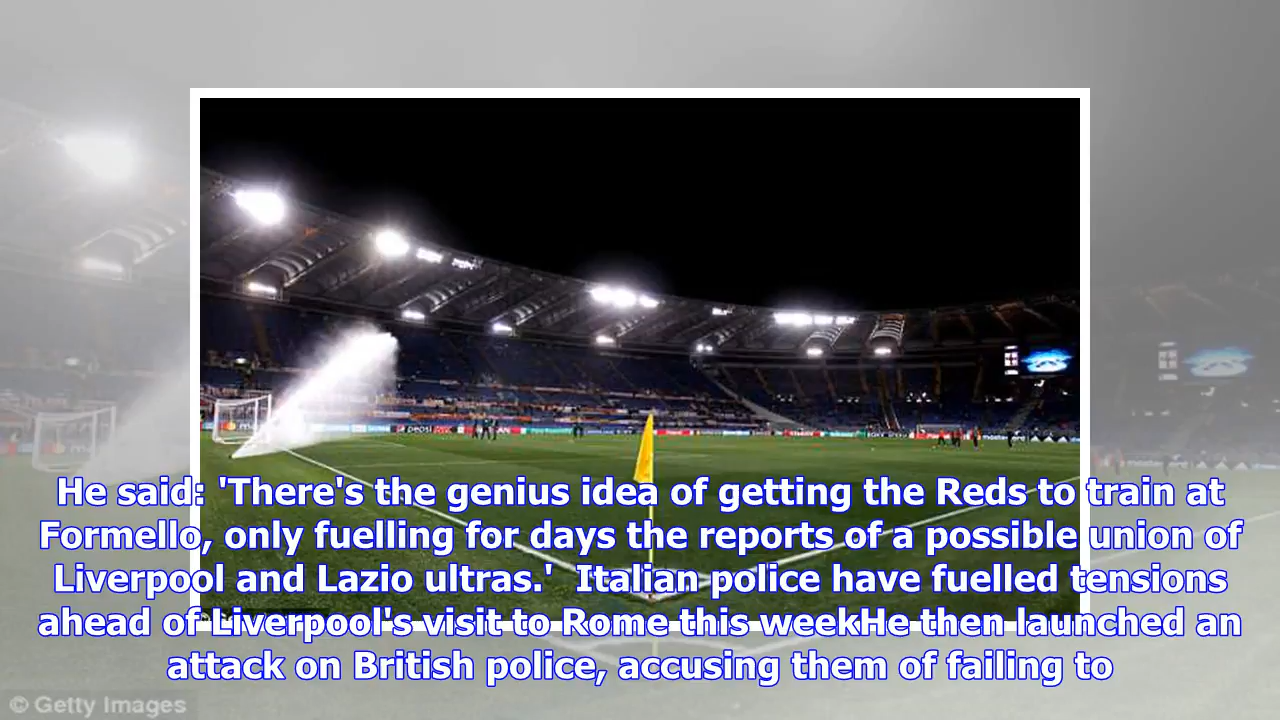 pepsi
He said: 'There's the genius idea of getting the Reds to train at
Formello, only fuelling for days the reports of a possible union of
Liverpool and Lazio ultras.'  Italian police have fuelled tensions
ahead of Liverpool's visit to Rome this weekHe then launched an
attack on British police, accusing them of failing to
© Getty Images